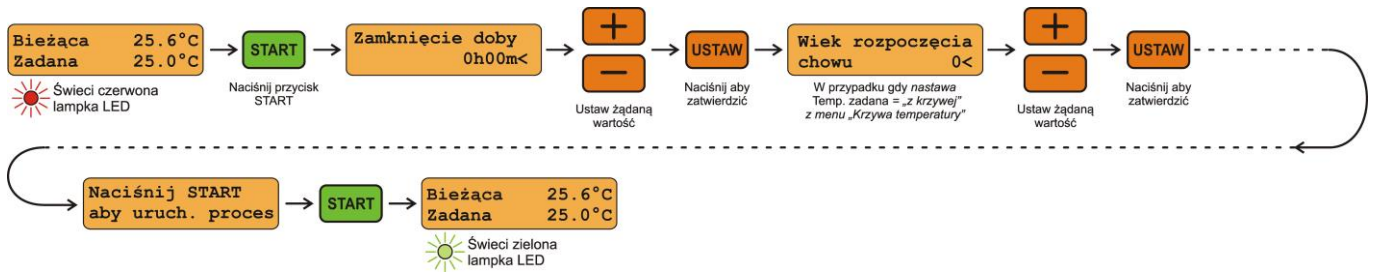 Bieżąca 25.6°C
Zadana 25.0°C
Świeci czerwona
lampka LED
START
Naciśnij przycisk
START
Zamknięcie doby
0h00m<
+
−
Ustaw żądaną
wartość
USTAW
Naciśnij aby
zatwierdzić
Wiek rozpoczęcia
chowu 0<
W przypadku gdy nastawa
Temp. zadana = „z krzywej”
z menu „Krzywa temperatury”
+
−
Ustaw żądaną
wartość
USTAW
Naciśnij aby
zatwierdzić
Naciśnij START
aby uruch. proces
START
Bieżąca 25.6°C
Zadana 25.0°C
Świeci zielona
lampka LED